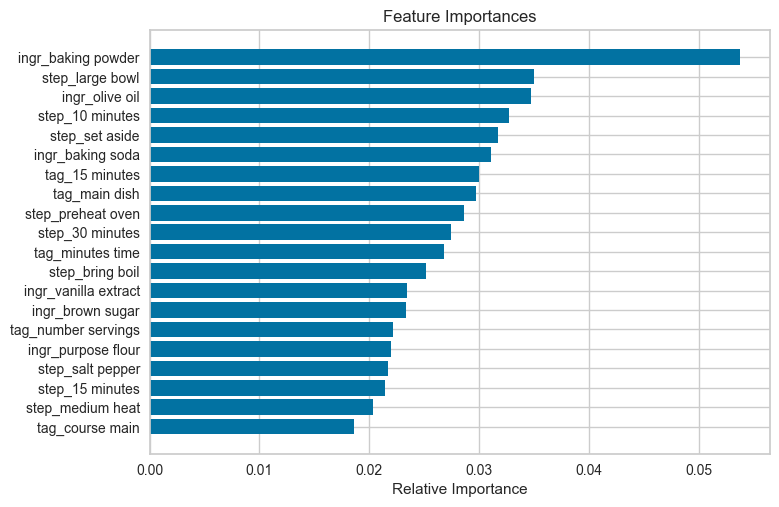 Feature Importances
ingr_baking powder
step_large bowl
ingr_olive oil
step_10 minutes
step_set aside
ingr_baking soda
tag_15 minutes
tag_main dish
step_preheat oven
step_30 minutes
tag_minutes time
step_bring boil
ingr_vanilla extract
ingr_brown sugar
tag_number servings
ingr_purpose flour
step_salt pepper
step_15 minutes
step_medium heat
tag_course main
0.00 0.01 0.02 0.03 0.04 0.05
Relative Importance